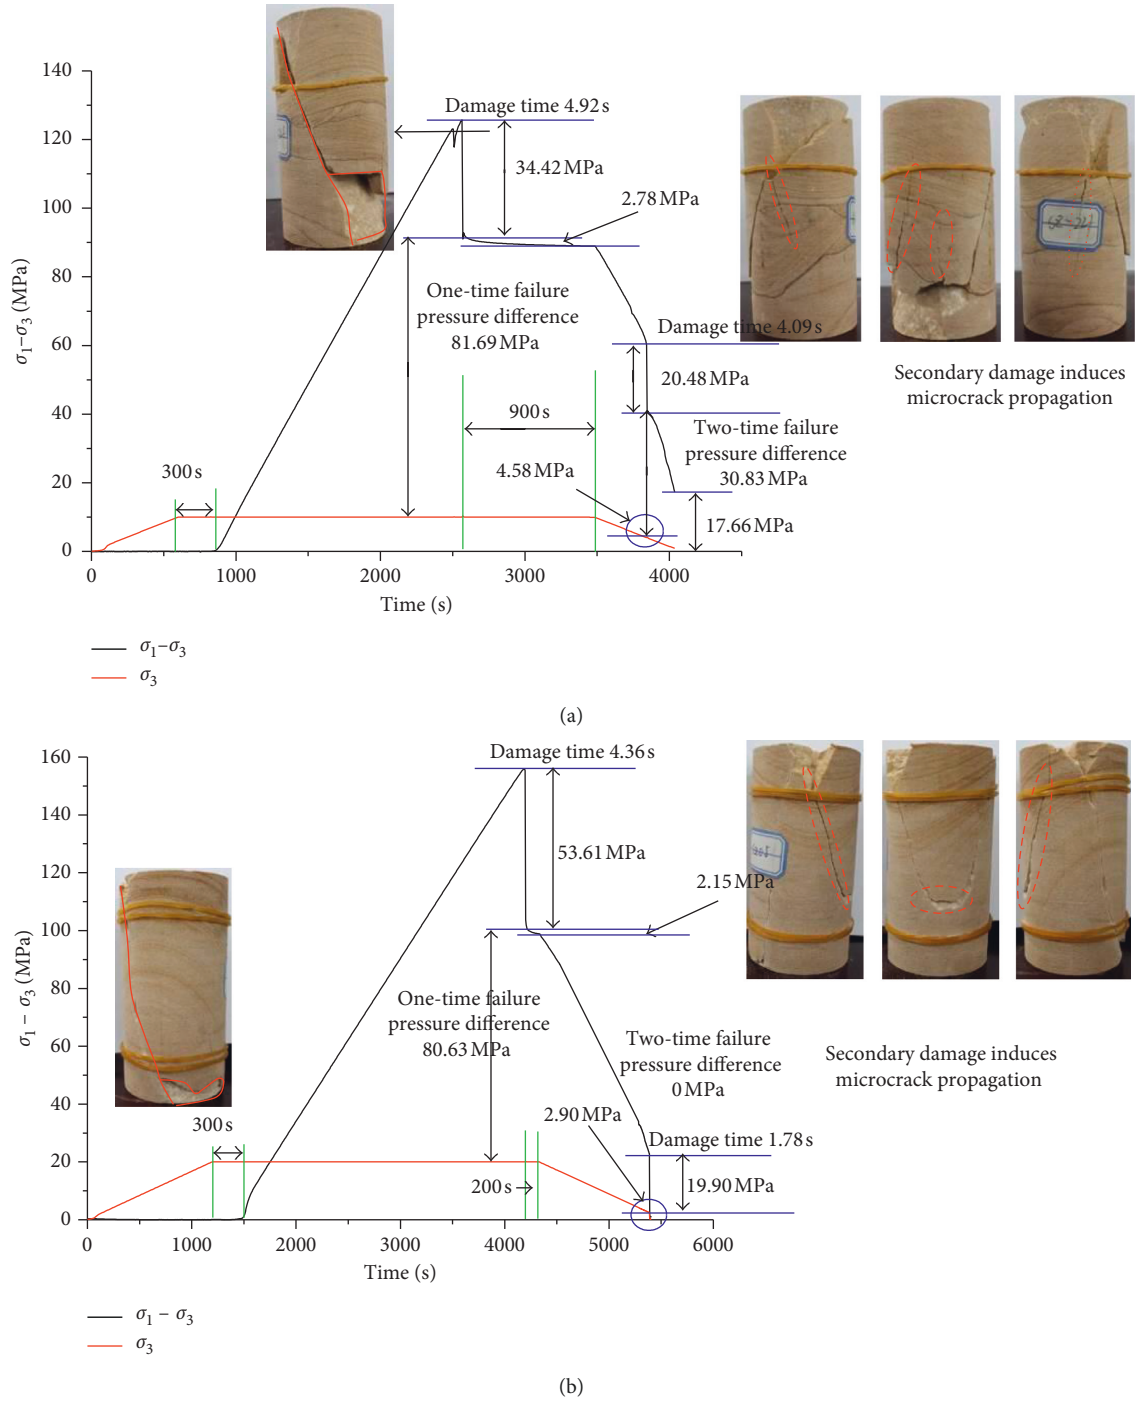 140
120
100
80
60
40
20
0
σ1–σ3 (MPa)
0
1000
2000
3000
4000
Time (s)
Damage time 4.92 s
34.42 MPa
2.78 MPa
One-time failure
pressure difference
81.69 MPa
Damage time 4.09 s
20.48 MPa
900 s
Two-time failure
pressure difference
30.83 MPa
4.58 MPa
300 s
17.66 MPa
Secondary damage induces
microcrack propagation
σ1–σ3
σ3
(a)
160
140
120
100
80
60
40
20
0
σ1 – σ3 (MPa)
0
1000
2000
3000
4000
5000
6000
Time (s)
Damage time 4.36 s
53.61 MPa
2.15 MPa
One-time failure
pressure difference
80.63 MPa
Two-time failure
pressure difference
0 MPa
2.90 MPa
300 s
Damage time 1.78 s
200 s
19.90 MPa
Secondary damage induces
microcrack propagation
σ1 – σ3
σ3
(b)